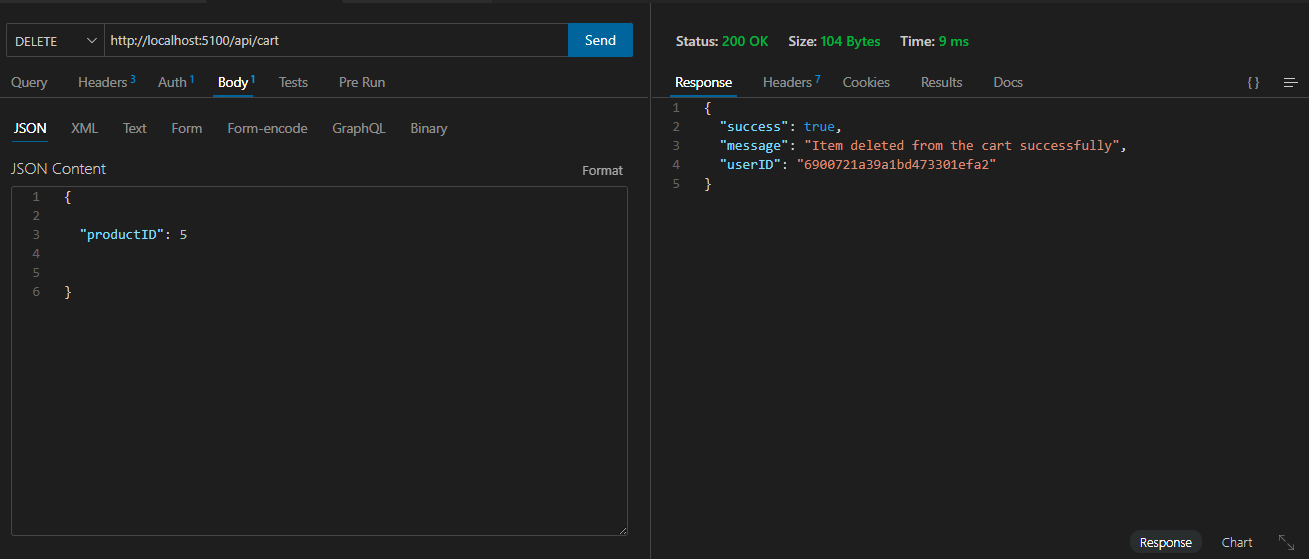 DELETE http://localhost:5100/api/cart Send
Query Headers 3 Auth 1 Body 1 Tests Pre Run
JSON XML Text Form Form-encode GraphQL Binary
JSON Content Format
1 {
2
3 "productID": 5
4
5
6 }
Status: 200 OK Size: 104 Bytes Time: 9 ms
Response Headers 7 Cookies Results Docs { }
1 {
2 "success": true,
3 "message": "Item deleted from the cart successfully",
4 "userID": "6900721a39a1bd473301efa2"
5 }
Response Chart